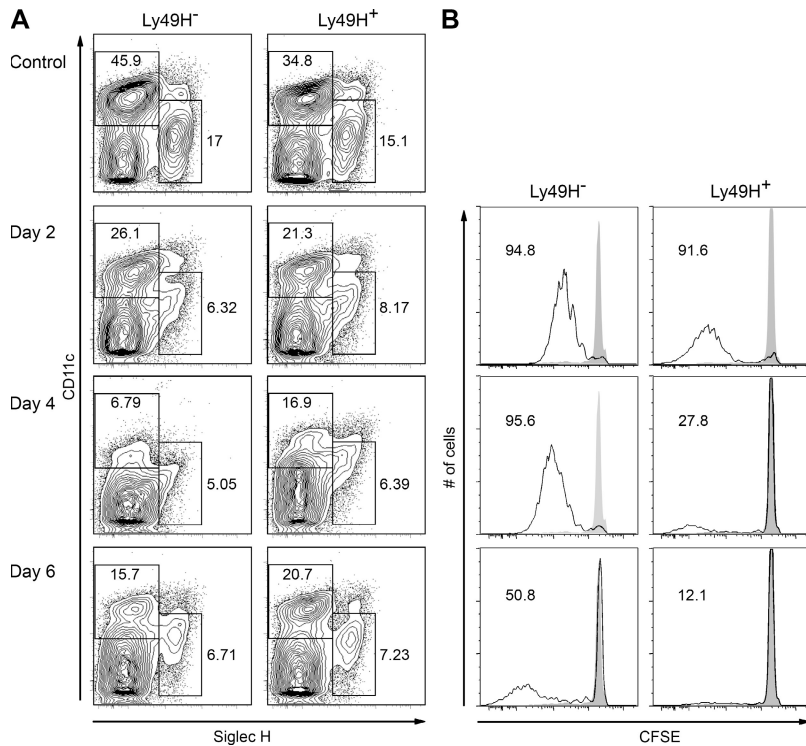 A
Ly49H⁻
Ly49H⁺
B
Control
45.9
17
34.8
15.1
Ly49H⁻
Ly49H⁺
Day 2
26.1
6.32
21.3
8.17
94.8
91.6
Day 4
6.79
5.05
16.9
6.39
95.6
27.8
Day 6
15.7
6.71
20.7
7.23
50.8
12.1
CD11c
# of cells
Siglec H
CFSE